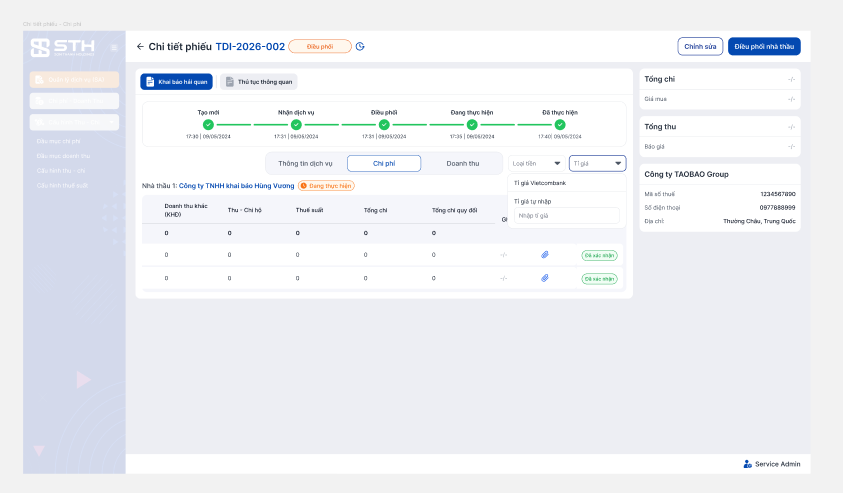 Chi tiết phiếu - Chi phí
STH
← Chi tiết phiếu TDI-2026-002 Điều phối
Chỉnh sửa Điều phối nhà thầu
Khai báo hải quan Thủ tục thông quan
Tạo mới Nhận dịch vụ Điều phối Đang thực hiện Đã thực hiện
17:30 | 09/05/2024 17:31 | 09/05/2024 17:31 | 09/05/2024 17:35 | 09/05/2024 17:40| 09/05/2024
Thông tin dịch vụ Chi phí Doanh thu Loại tiền Tỉ giá
Tỉ giá Vietcombank
Tỉ giá tự nhập
Nhập tỉ giá
Nhà thầu 1: Công ty TNHH khai báo Hùng Vương Đang thực hiện
Doanh thu khác (KHD) Thu - Chi hộ Thuế suất Tổng chi Tổng chi quy đổi
0 0 0 0 0
0 0 0 0 0 -/- Đã xác nhận
0 0 0 0 0 -/- Đã xác nhận
Tổng chi -/-
Giá mua -/-
Tổng thu -/-
Báo giá -/-
Công ty TAOBAO Group
Mã số thuế 1234567890
Số điện thoại 0977888999
Địa chỉ: Thường Châu, Trung Quốc
Đầu mục chi phí
Đầu mục doanh thu
Cấu hình thu - chi
Cấu hình thuế suất
Service Admin